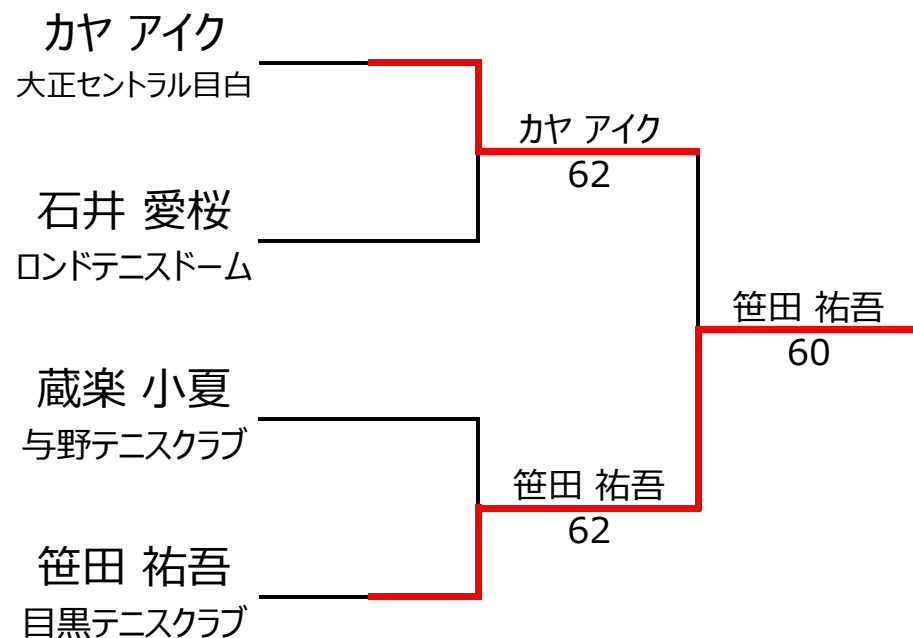 カヤ アイク
大正セントラル目白
カヤ アイク
62
石井 愛桜
ロンドテニスドーム
笹田 祐吾
60
蔵楽 小夏
与野テニスクラブ
笹田 祐吾
62
笹田 祐吾
目黒テニスクラブ